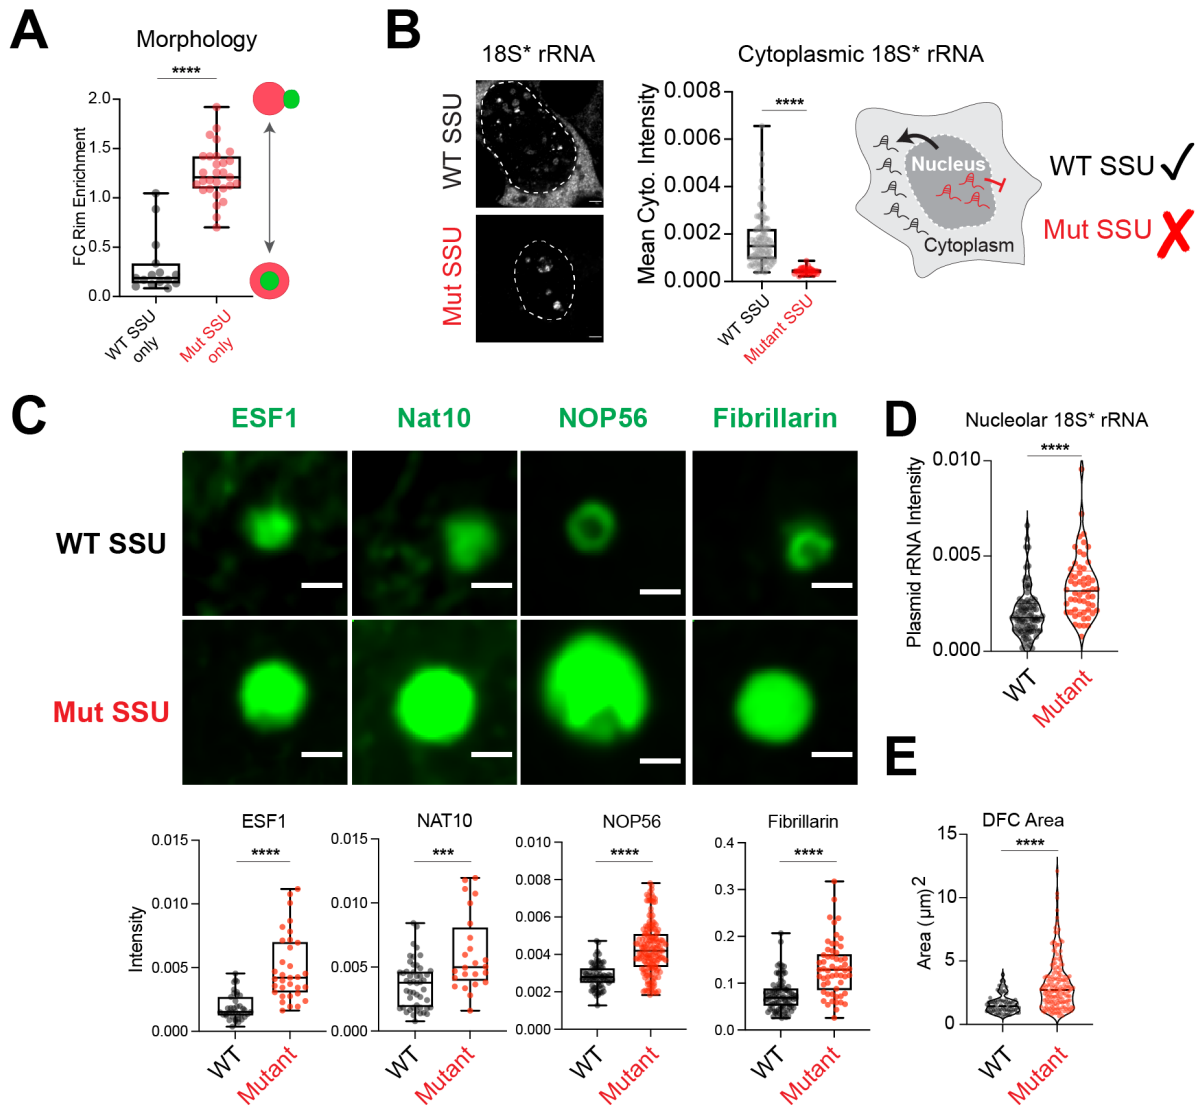 A
Morphology
****
FC Rim Enrichment
2.0
1.5
1.0
0.5
0.0
WT SSU
only
Mut SSU
only
B
18S* rRNA
WT SSU
Mut SSU
Cytoplasmic 18S* rRNA
****
Mean Cyto. Intensity
0.008
0.006
0.004
0.002
0.000
WT SSU
Mutant SSU
Nucleus
Cytoplasm
WT SSU ✓
Mut SSU ✗
C
ESF1
Nat10
NOP56
Fibrillarin
WT SSU
Mut SSU
ESF1
****
Intensity
0.015
0.010
0.005
0.000
WT
Mutant
NAT10
***
0.015
0.010
0.005
0.000
WT
Mutant
NOP56
****
0.010
0.008
0.006
0.004
0.002
0.000
WT
Mutant
Fibrillarin
****
0.4
0.3
0.2
0.1
0.0
WT
Mutant
D
Nucleolar 18S* rRNA
****
Plasmid rRNA Intensity
0.010
0.005
0.000
WT
Mutant
E
DFC Area
****
Area (µm)2
15
10
5
0
WT
Mutant